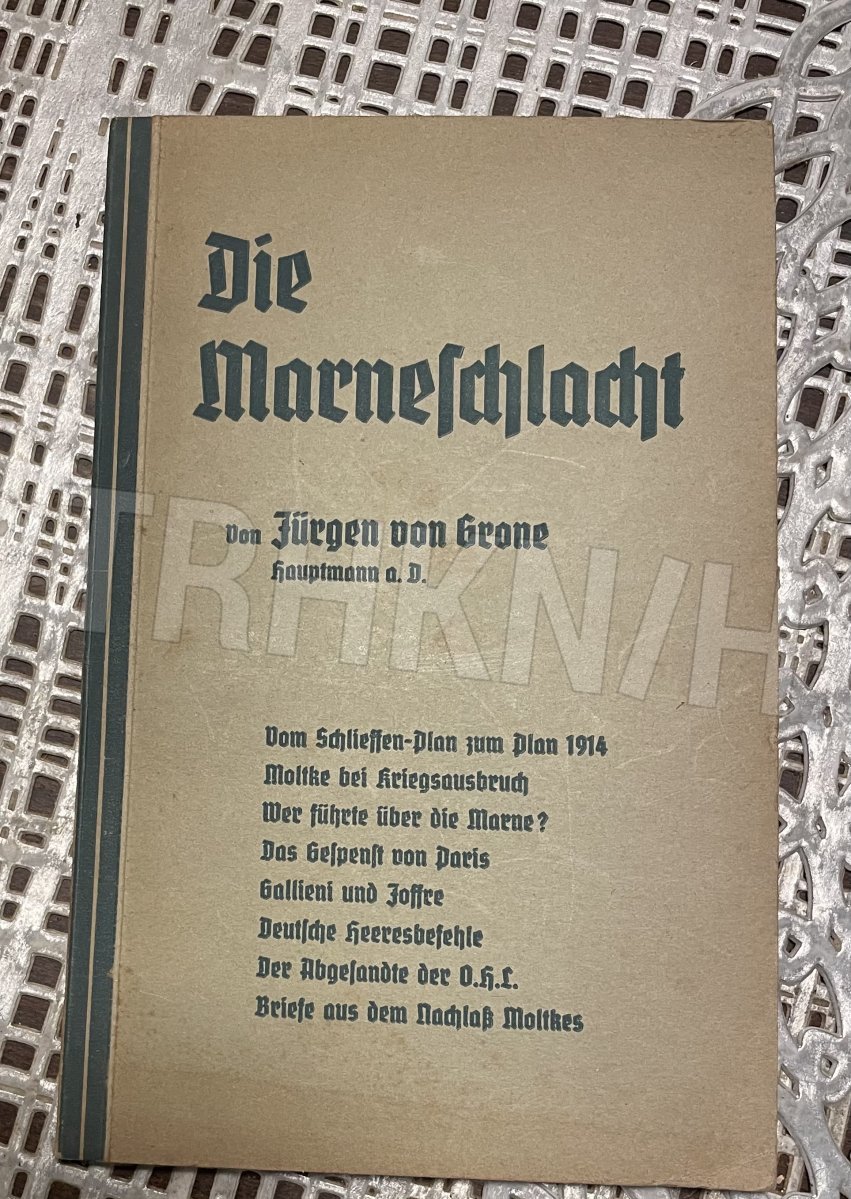 Die
Marneschlacht
Von Jürgen von Grone
Hauptmann a. D.
TRHKN/H
Vom Schlieffen-Plan zum Plan 1914
Moltke bei Kriegsausbruch
Wer führte über die Marne?
Das Gespenst von Paris
Gallieni und Joffre
Deutsche Heeresbefehle
Der Abgesandte der O.H.L.
Briefe aus dem Nachlaß Moltkes